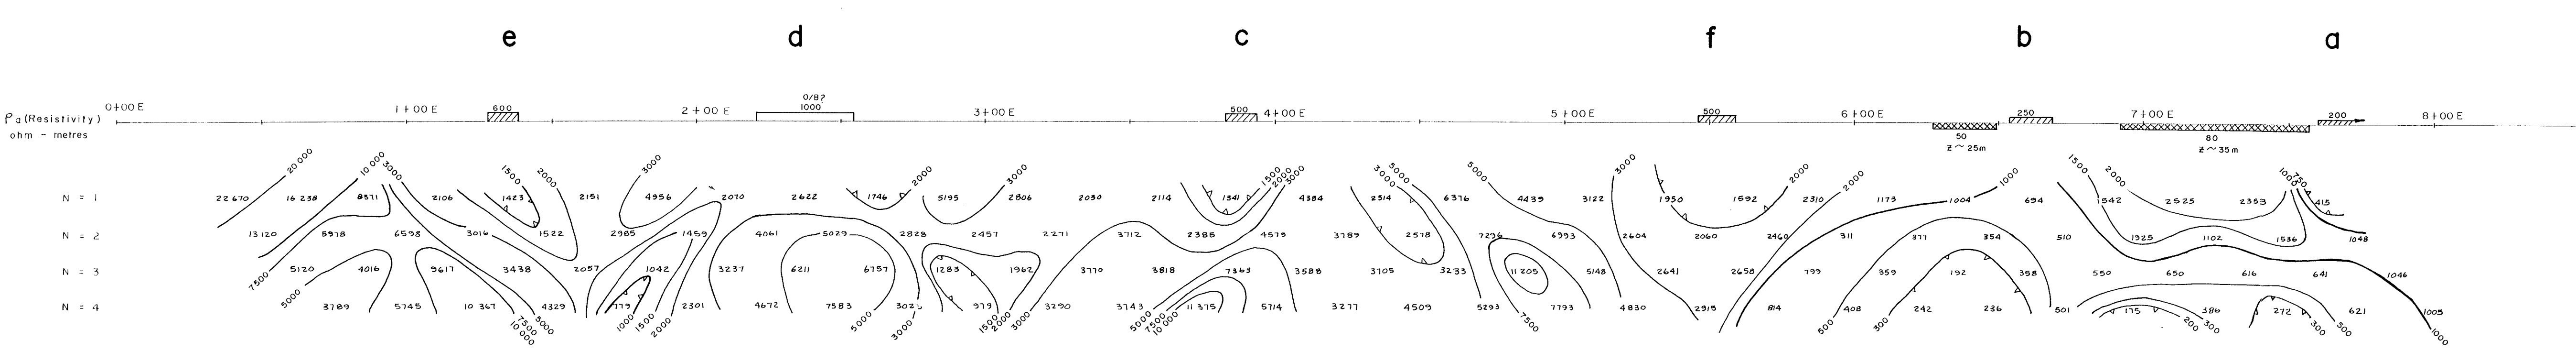 e d c f b a
O/B?
600 1000 500 500 250 200
0+00 E 1+00 E 2+00 E 3+00 E 4+00 E 5+00 E 6+00 E 7+00 E 8+00 E
ρa (Resistivity)
ohm - metres
50 80
Z ~ 25m Z ~ 35m
20 000 10 000 3000 1500 2000 3000 2000 3000 1500 2000 3000 3000 5000 5000 3000 2000 2000 1000 1500 2000 1000 750
N = 1 22 670 16 238 8371 2106 1423 2151 4956 2070 2622 1746 5195 2806 2030 2114 1341 4384 2514 6376 4439 3122 1950 1592 2310 1173 1004 694 1542 2525 2353 415
N = 2 13 120 5978 6598 3016 1522 2985 1459 4061 5029 2828 2457 2271 3712 2385 4579 3789 2578 7296 6993 2604 2060 2460 311 377 354 510 1925 1102 1536 1048
N = 3 5120 4016 9617 3438 2057 1042 3237 6211 6757 1283 1962 3770 3818 7363 3588 3705 3233 11 205 5148 2641 2658 799 359 192 358 550 650 616 641 1046
7500 5000
N = 4 3789 5745 10 367 4329 779 2301 4672 7583 3025 979 3290 3743 11 375 5714 3277 4509 5293 7793 4830 2915 814 408 242 236 501 175 386 272 621 1005
10 000 7500 5000 1000 1500 2000 5000 3000 1500 2000 3000 5000 7500 10 000 7500 500 300 200 300 300 500 1000